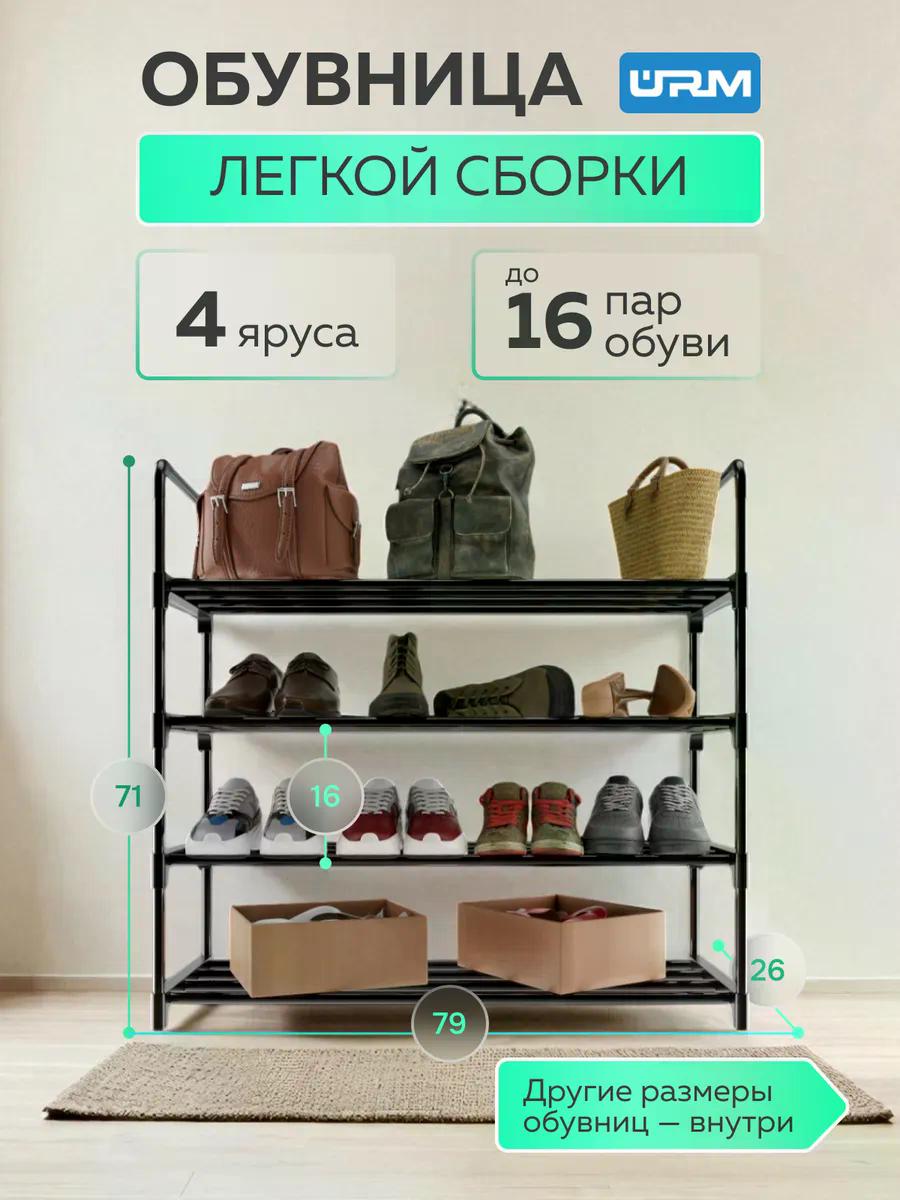 ОБУВНИЦА
URM
ЛЕГКОЙ СБОРКИ
4 яруса
до
16 пар
обуви
71
16
26
79
Другие размеры
обувниц — внутри